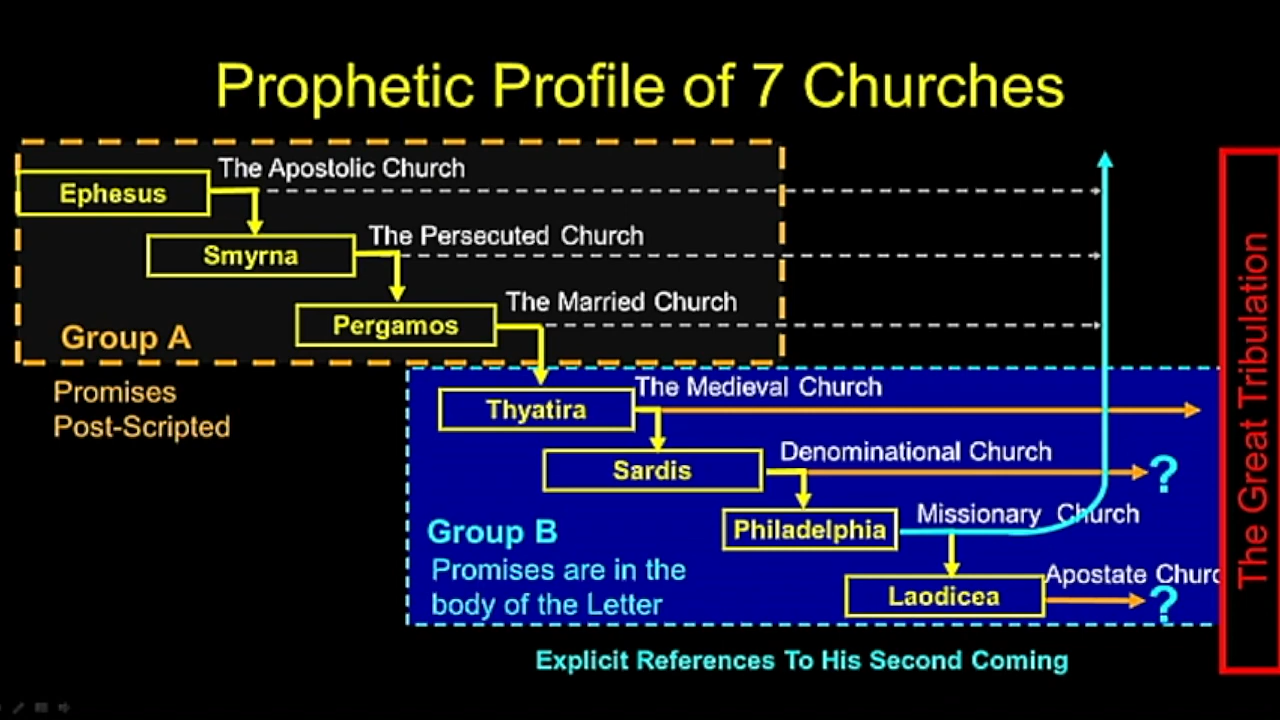 Prophetic Profile of 7 Churches
The Apostolic Church
Ephesus
The Persecuted Church
Smyrna
The Married Church
Pergamos
Group A
Promises
Post-Scripted
The Medieval Church
Thyatira
Denominational Church
Sardis
?
Missionary Church
Philadelphia
Group B
Promises are in the
body of the Letter
Apostate Churc
Laodicea
?
The Great Tribulation
Explicit References To His Second Coming